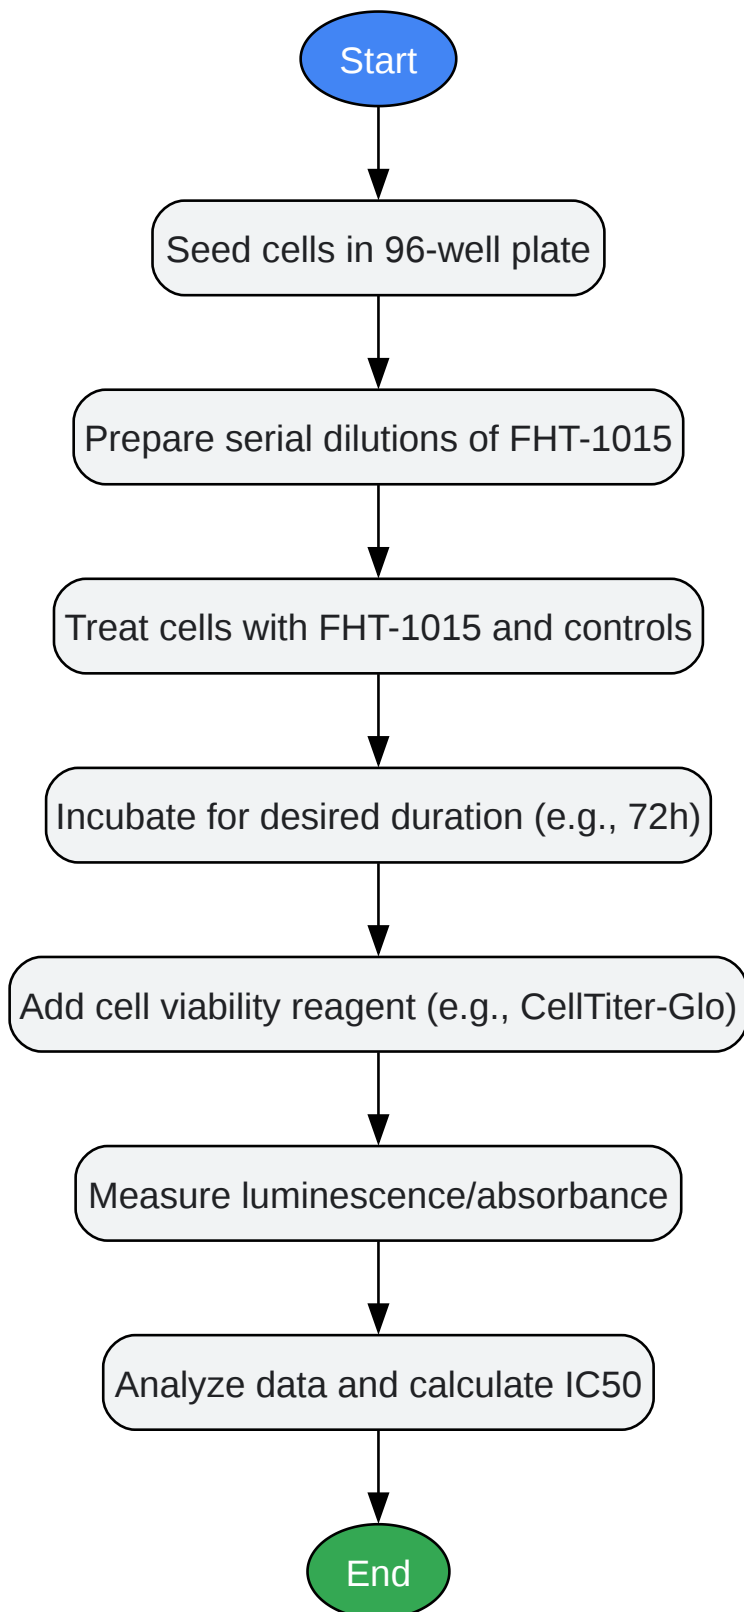 Start
Seed cells in 96-well plate
Prepare serial dilutions of FHT-1015
Treat cells with FHT-1015 and controls
Incubate for desired duration (e.g., 72h)
Add cell viability reagent (e.g., CellTiter-Glo)
Measure luminescence/absorbance
Analyze data and calculate IC50
End